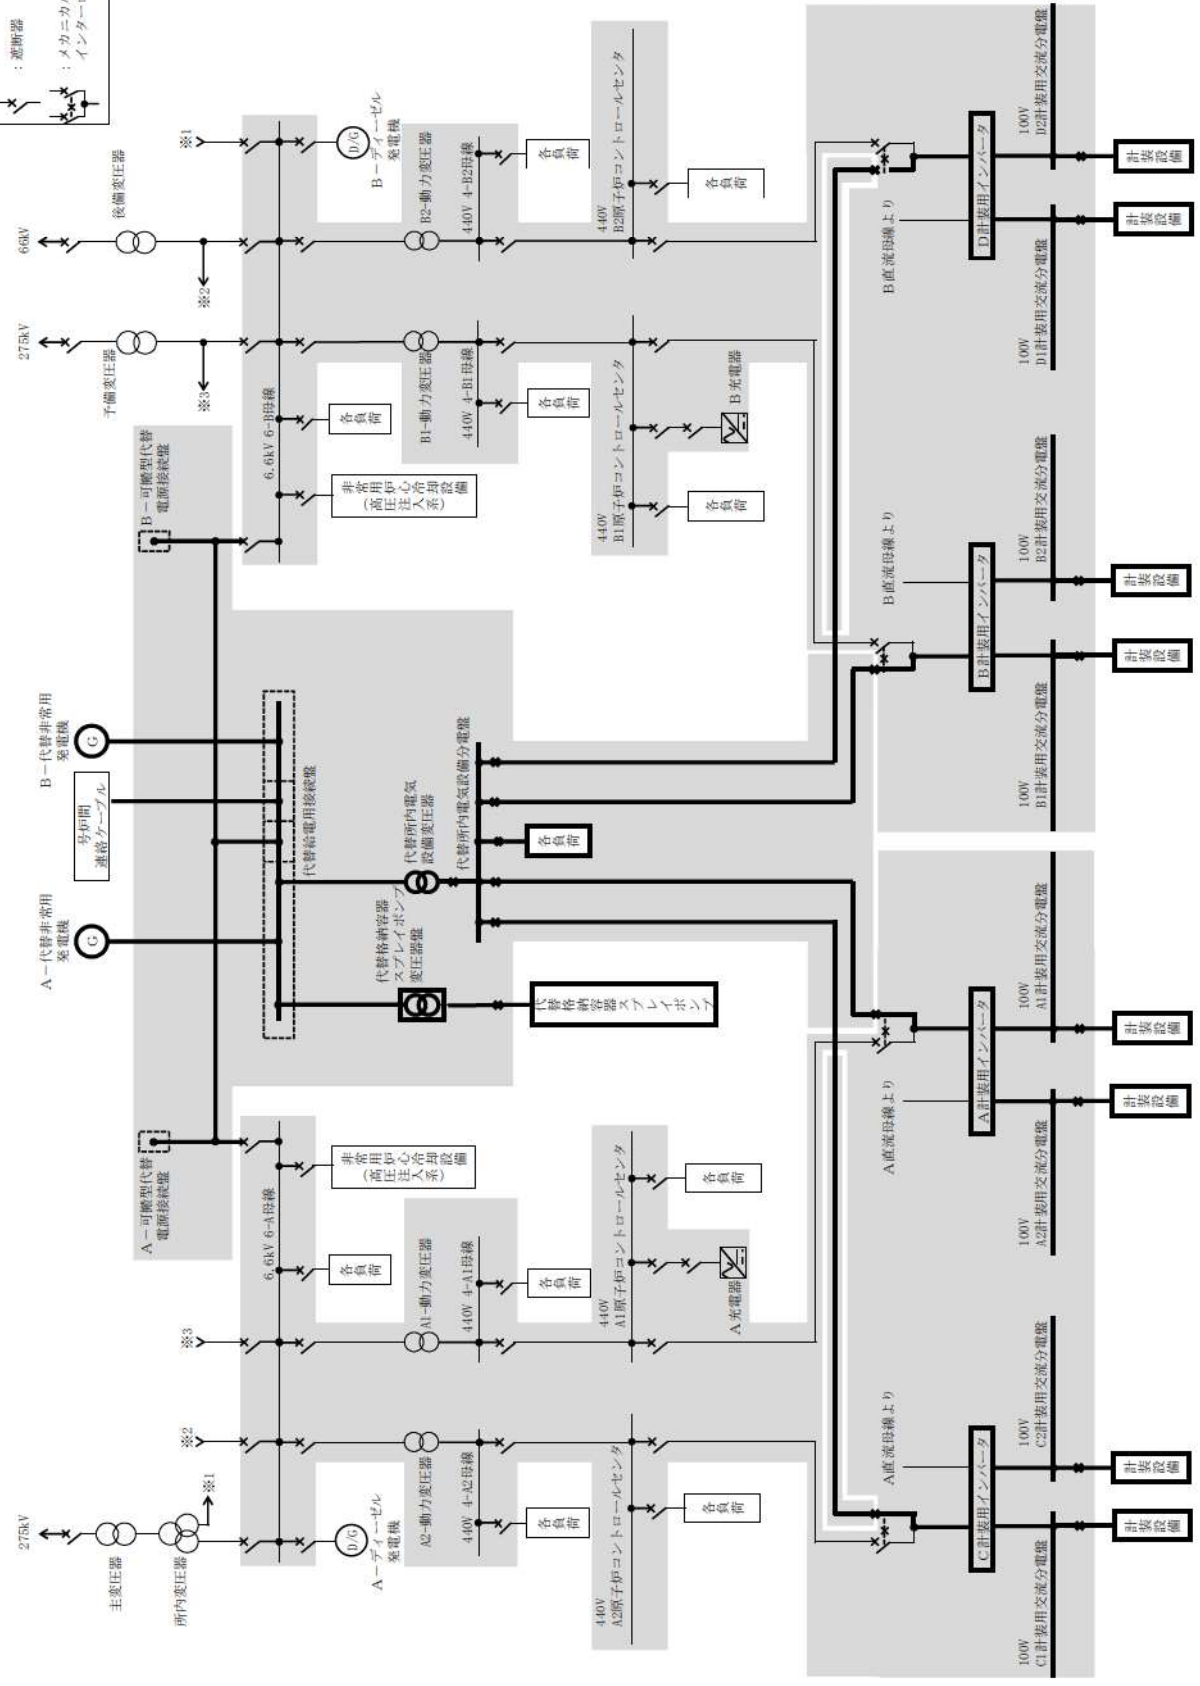 ：遮断器
：メカニカル
インターロ
275kV
主変圧器
所内変圧器
※1
※2
※3
275kV
予備変圧器
※3
66kV
後備変圧器
※2
※1
A－可搬型代替
電源接続盤
A－代替非常用
発電機
G
号炉間
連絡ケーブル
B－代替非常用
発電機
G
B－可搬型代替
電源接続盤
代替給電用接続盤
6.6kV 6-A母線
D/G
A－ディーゼル
発電機
各負荷
非常用炉心冷却設備
（高圧注入系）
6.6kV 6-B母線
非常用炉心冷却設備
（高圧注入系）
各負荷
D/G
B－ディーゼル
発電機
A2-動力変圧器
A1-動力変圧器
代替格納容器
スプレイポンプ
変圧器盤
代替所内電気
設備変圧器
B1-動力変圧器
B2-動力変圧器
440V 4-A2母線
各負荷
440V 4-A1母線
各負荷
代替格納容器スプレイポンプ
代替所内電気設備分電盤
各負荷
440V 4-B1母線
各負荷
440V 4-B2母線
各負荷
440V
A2原子炉コントロールセンタ
各負荷
440V
A1原子炉コントロールセンタ
A充電器
各負荷
440V
B1原子炉コントロールセンタ
各負荷
B充電器
440V
B2原子炉コントロールセンタ
各負荷
A直流母線より
C計装用インバータ
A直流母線より
A計装用インバータ
B直流母線より
B計装用インバータ
B直流母線より
D計装用インバータ
100V
C1計装用交流分電盤
100V
C2計装用交流分電盤
100V
A2計装用交流分電盤
100V
A1計装用交流分電盤
100V
B1計装用交流分電盤
100V
B2計装用交流分電盤
100V
D1計装用交流分電盤
100V
D2計装用交流分電盤
計装設備
計装設備
計装設備
計装設備
計装設備
計装設備
計装設備
計装設備